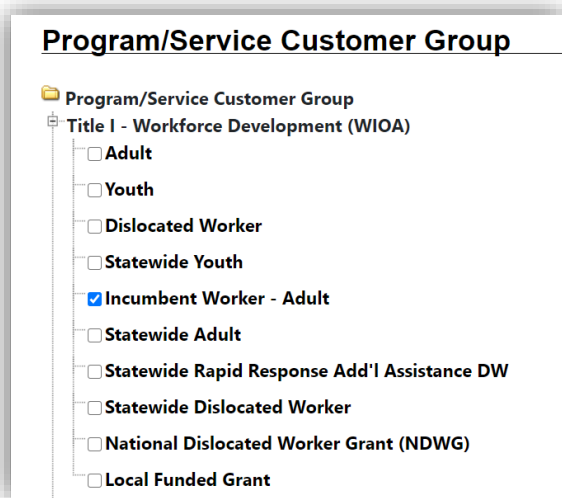 Program/Service Customer Group
Program/Service Customer Group
Title I - Workforce Development (WIOA)
Adult
Youth
Dislocated Worker
Statewide Youth
Incumbent Worker - Adult
Statewide Adult
Statewide Rapid Response Add'l Assistance DW
Statewide Dislocated Worker
National Dislocated Worker Grant (NDWG)
Local Funded Grant